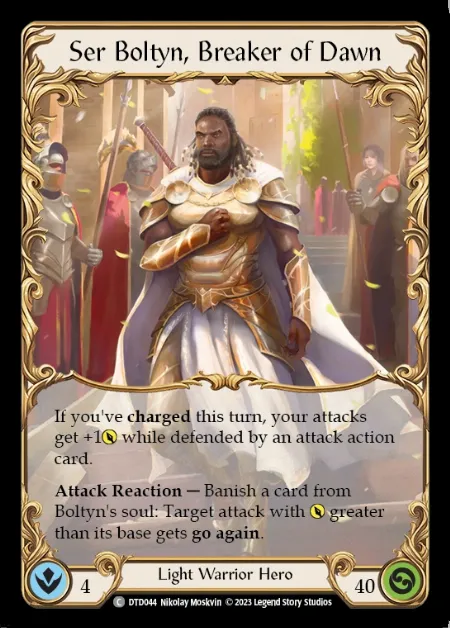 Ser Boltyn, Breaker of Dawn
If you've charged this turn, your attacks
get +1 while defended by an attack action
card.
Attack Reaction — Banish a card from
Boltyn's soul: Target attack with greater
than its base gets go again.
Light Warrior Hero
4
40
C DTD044 Nikolay Moskvin © 2023 Legend Story Studios